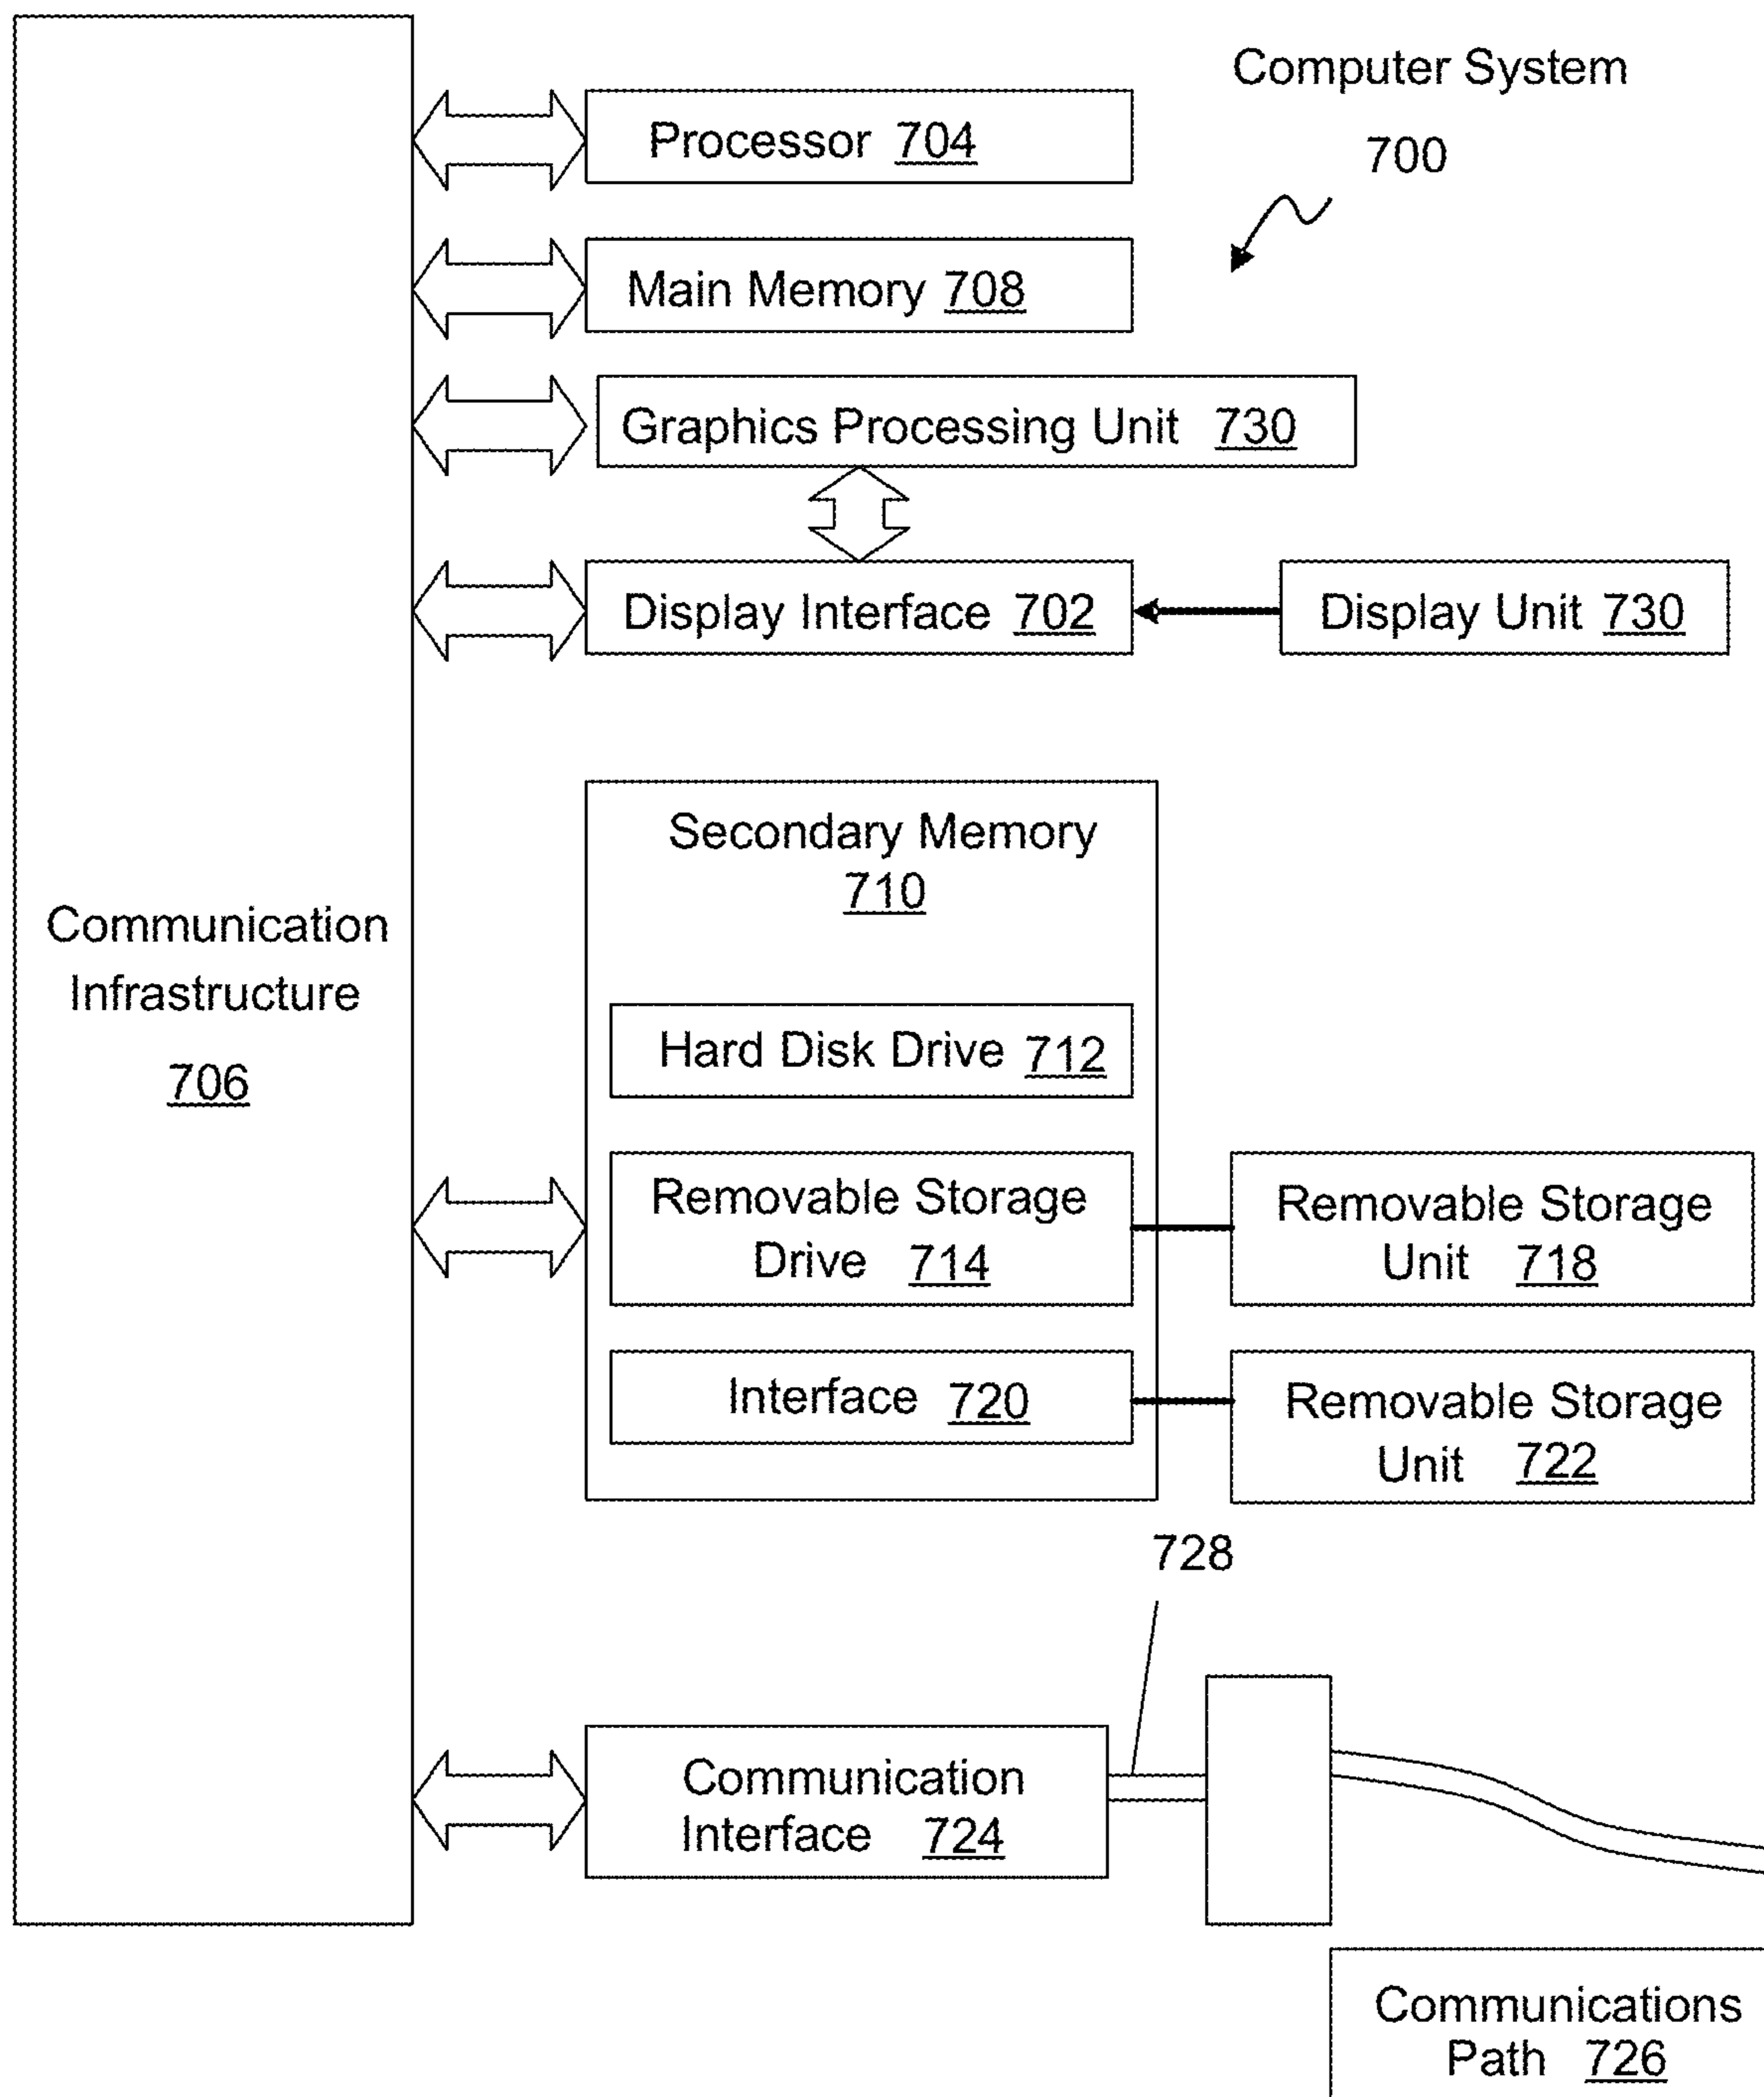 Computer System
700
Processor 704
Main Memory 708
Graphics Processing Unit 730
Display Interface 702
Display Unit 730
Communication
Infrastructure
706
Secondary Memory
710
Hard Disk Drive 712
Removable Storage
Drive 714
Removable Storage
Unit 718
Interface 720
Removable Storage
Unit 722
728
Communication
Interface 724
Communications
Path 726